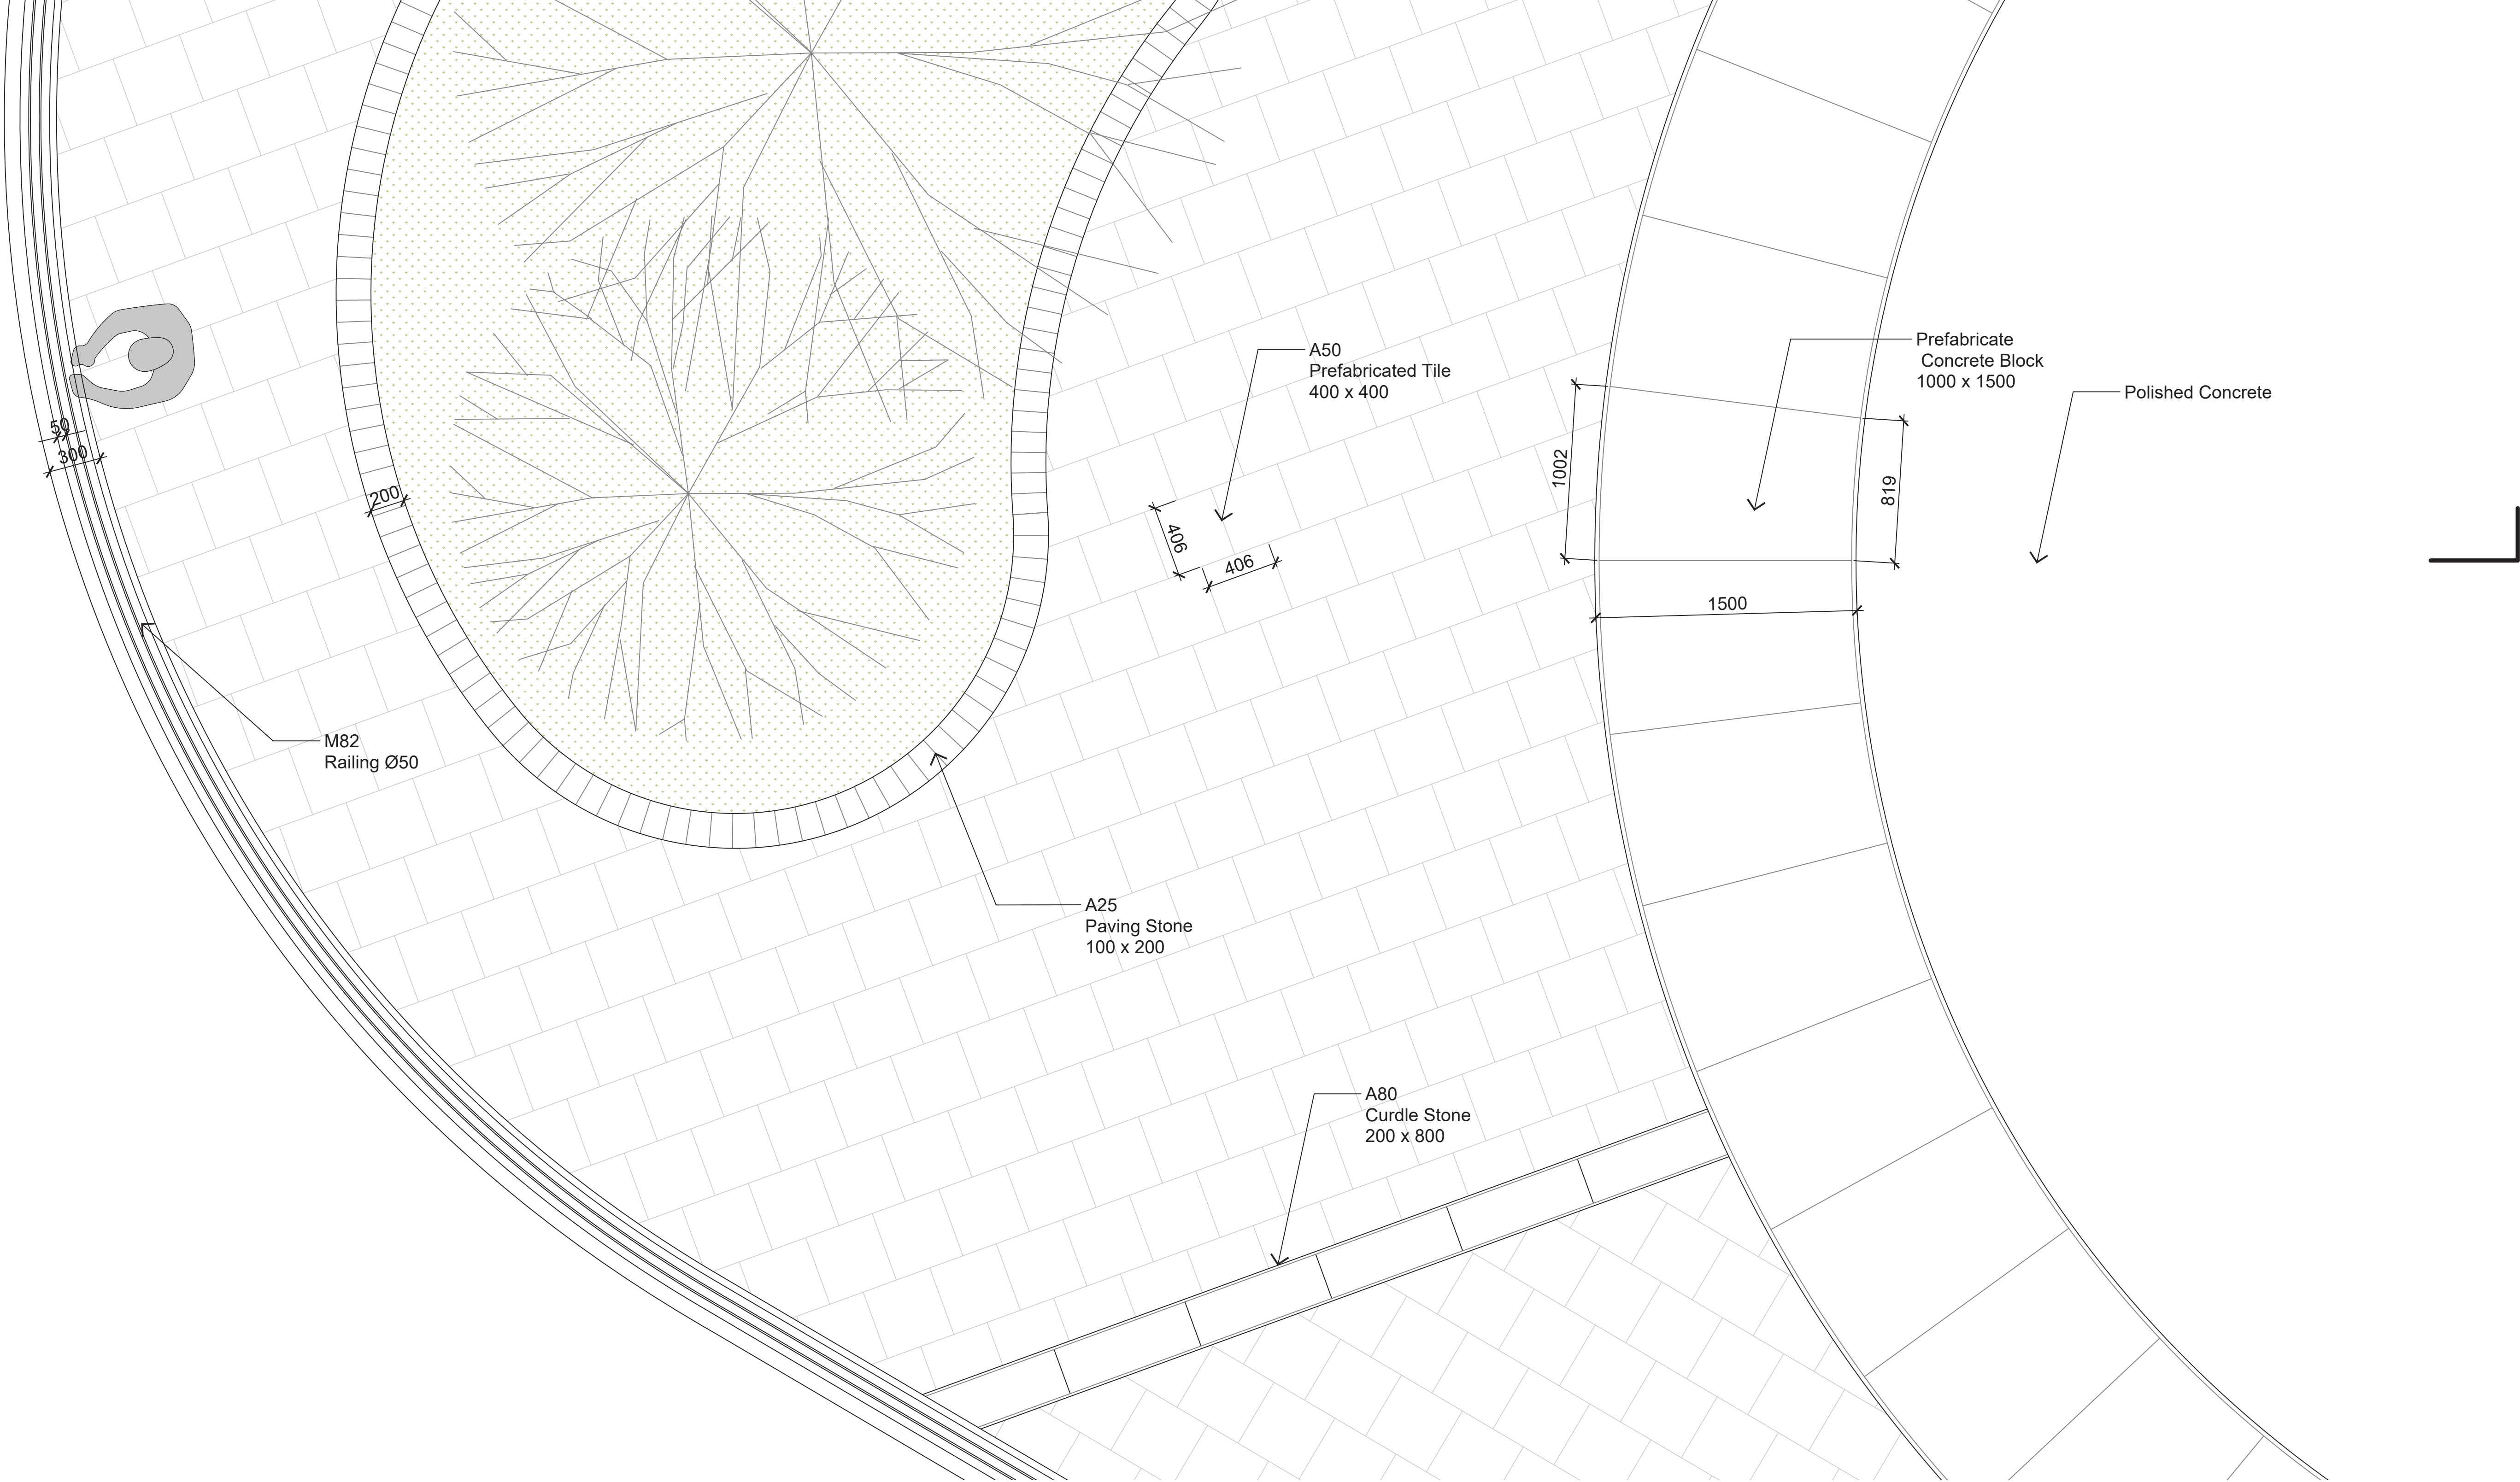 A50
Prefabricated Tile
400 x 400
Prefabricate
Concrete Block
1000 x 1500
Polished Concrete
50
300
200
1002
819
406
406
1500
M82
Railing Ø50
A25
Paving Stone
100 x 200
A80
Curdle Stone
200 x 800